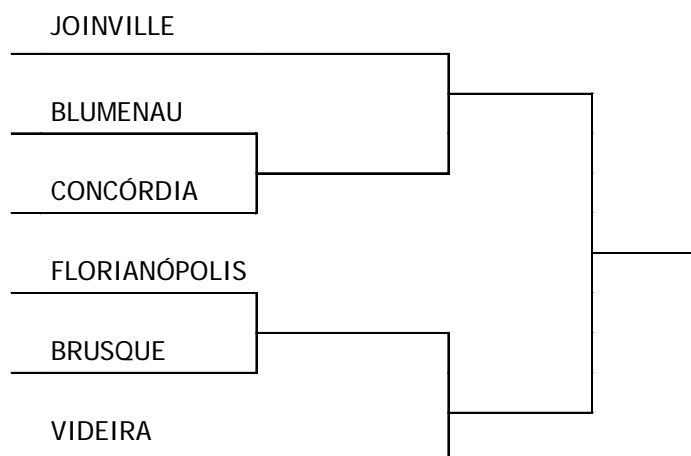 JOINVILLE
BLUMENAU
CONCÓRDIA
FLORIANÓPOLIS
BRUSQUE
VIDEIRA